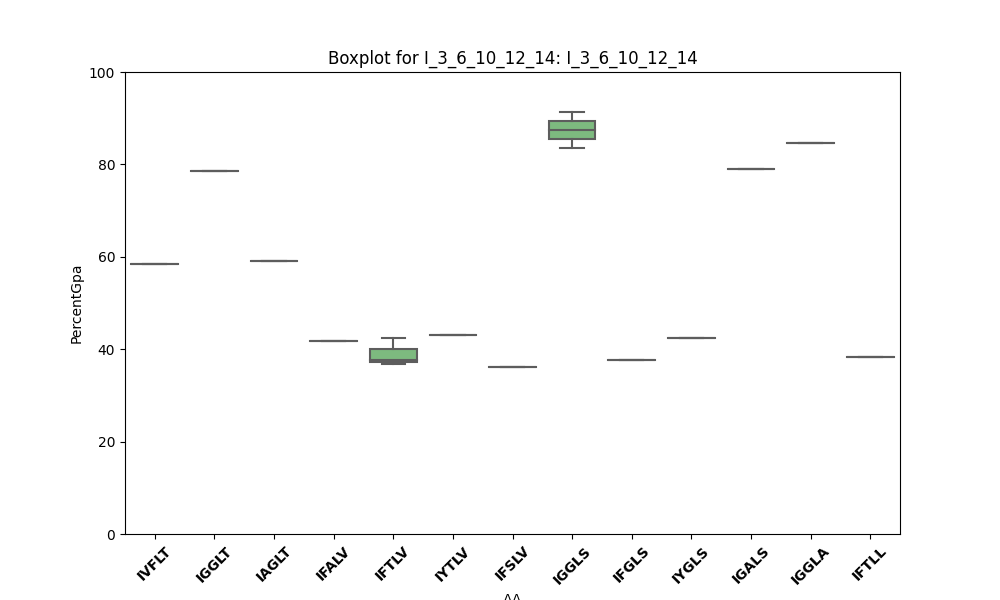 Boxplot for I_3_6_10_12_14: I_3_6_10_12_14
100
80
60
40
20
0
PercentGpa
IVFLT
IGGLT
IAGLT
IFALV
IFTLV
IYTLV
IFSLV
IGGLS
IFGLS
IYGLS
IGALS
IGGLA
IFTLL
AA